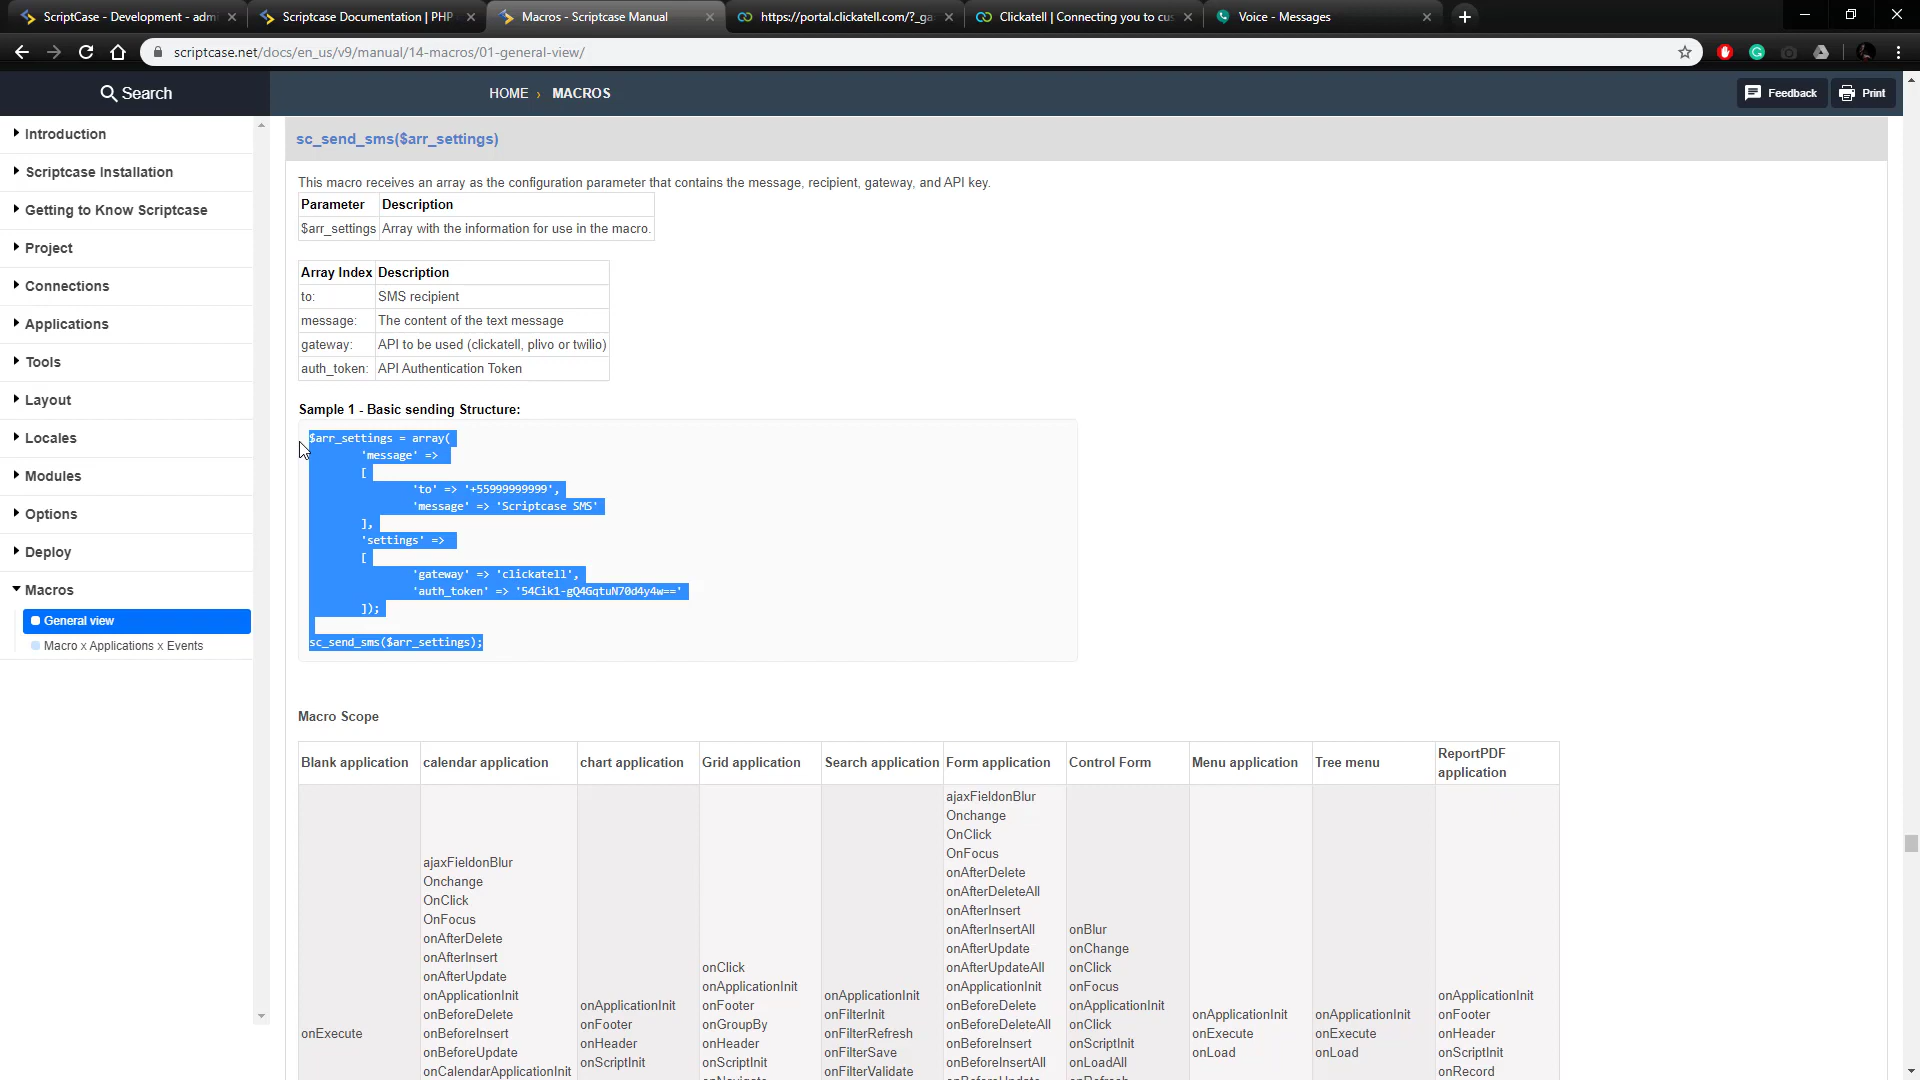 ScriptCase - Development - adm
Scriptcase Documentation | PHP
Macros - Scriptcase Manual
https://portal.clickatell.com/?_ga
Clickatell | Connecting you to cus
Voice - Messages
scriptcase.net/docs/en_us/v9/manual/14-macros/01-general-view/
Search
HOME › MACROS
Feedback
Print
Introduction
Scriptcase Installation
Getting to Know Scriptcase
Project
Connections
Applications
Tools
Layout
Locales
Modules
Options
Deploy
Macros
General view
Macro x Applications x Events
sc_send_sms($arr_settings)
This macro receives an array as the configuration parameter that contains the message, recipient, gateway, and API key.
Parameter Description
$arr_settings Array with the information for use in the macro.
Array Index Description
to: SMS recipient
message: The content of the text message
gateway: API to be used (clickatell, plivo or twilio)
auth_token: API Authentication Token
Sample 1 - Basic sending Structure:
$arr_settings = array(
'message' =>
[
'to' => '+55999999999',
'message' => 'Scriptcase SMS'
],
'settings' =>
[
'gateway' => 'clickatell',
'auth_token' => '54Cik1-gQ4GqtuN70d4y4w=='
]);
sc_send_sms($arr_settings);
Macro Scope
Blank application
calendar application
chart application
Grid application
Search application
Form application
Control Form
Menu application
Tree menu
ReportPDF
application
onExecute
ajaxFieldonBlur
Onchange
OnClick
OnFocus
onAfterDelete
onAfterInsert
onAfterUpdate
onApplicationInit
onBeforeDelete
onBeforeInsert
onBeforeUpdate
onCalendarApplicationInit
onApplicationInit
onFooter
onHeader
onScriptInit
onClick
onApplicationInit
onFooter
onGroupBy
onHeader
onScriptInit
onNavigate
onApplicationInit
onFilterInit
onFilterRefresh
onFilterSave
onFilterValidate
ajaxFieldonBlur
Onchange
OnClick
OnFocus
onAfterDelete
onAfterDeleteAll
onAfterInsert
onAfterInsertAll
onAfterUpdate
onAfterUpdateAll
onApplicationInit
onBeforeDelete
onBeforeDeleteAll
onBeforeInsert
onBeforeInsertAll
onBeforeUpdate
onBlur
onChange
onClick
onFocus
onApplicationInit
onClick
onScriptInit
onLoadAll
onRefresh
onApplicationInit
onExecute
onLoad
onApplicationInit
onExecute
onLoad
onApplicationInit
onFooter
onHeader
onScriptInit
onRecord